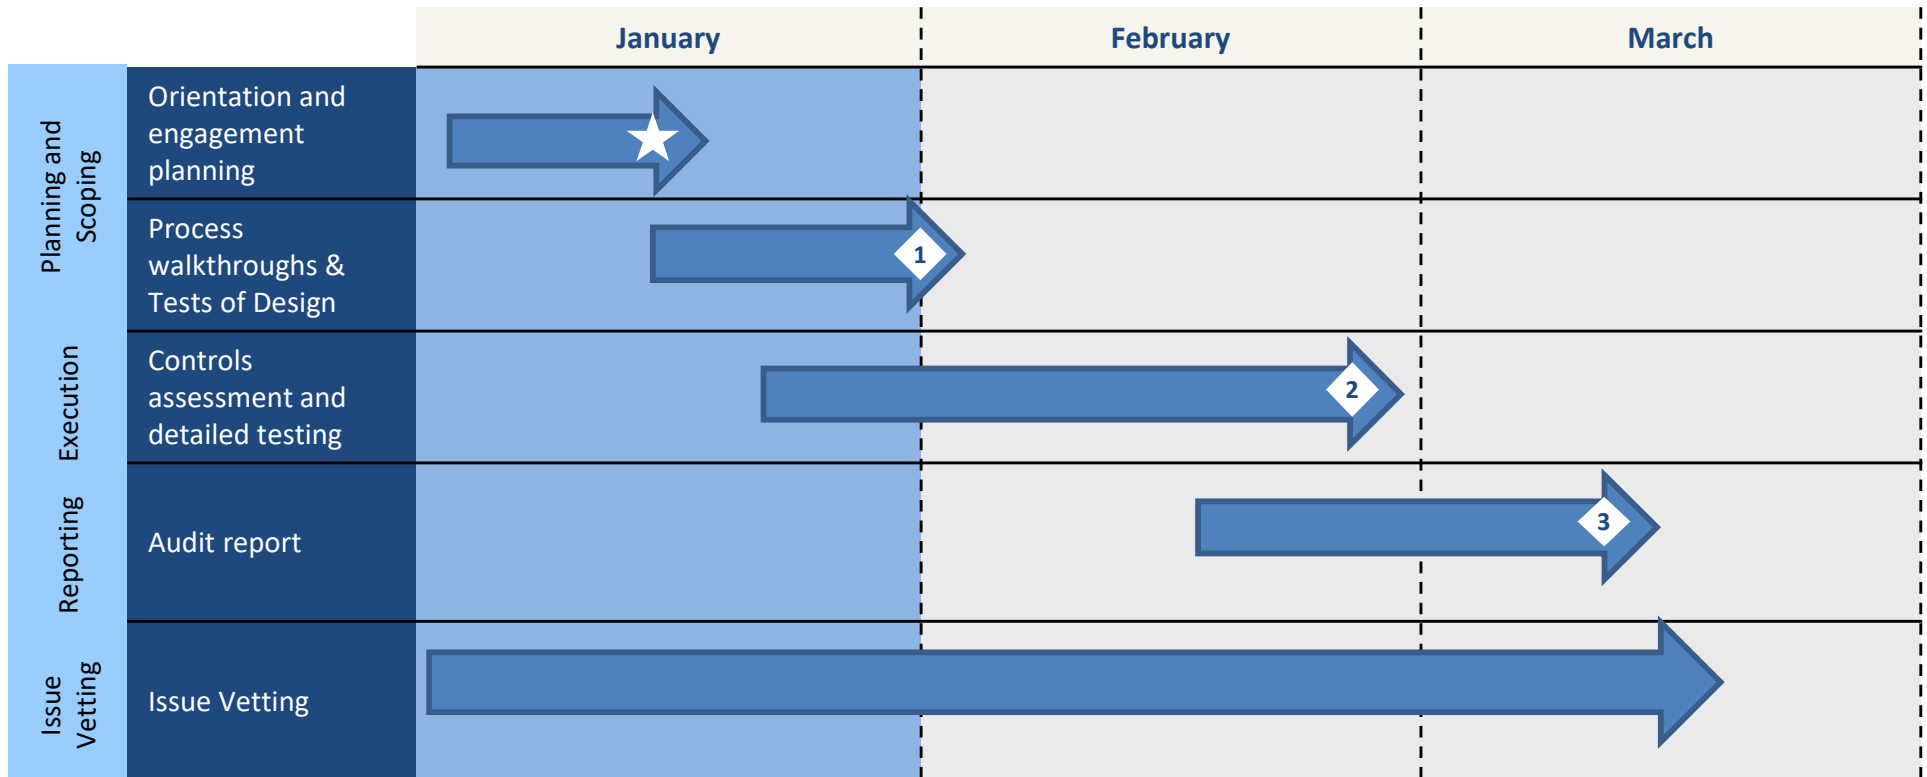 January
February
March
Planning and
Scoping
Orientation and
engagement
planning
Process
walkthroughs &
Tests of Design
1
Execution
Controls
assessment and
detailed testing
2
Reporting
Audit report
3
Issue
Vetting
Issue Vetting